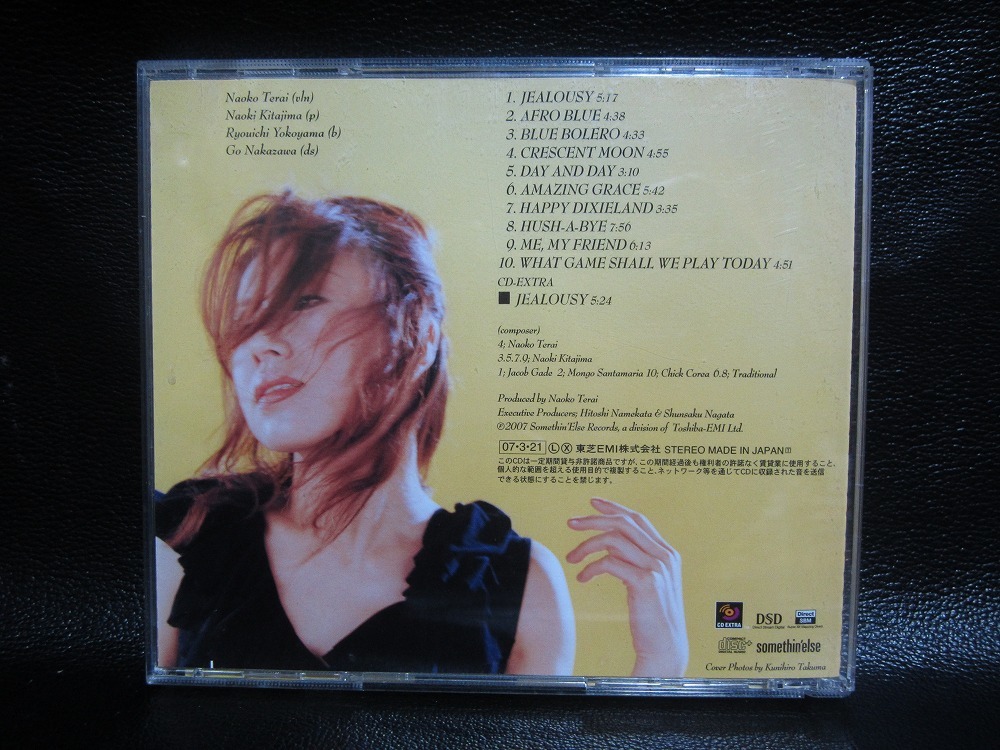 Naoko Terai (vln)
Naoki Kitajima (p)
Ryouichi Yokoyama (b)
Go Nakazawa (ds)
1. JEALOUSY 5:17
2. AFRO BLUE 4:38
3. BLUE BOLERO 4:33
4. CRESCENT MOON 4:55
5. DAY AND DAY 3:10
6. AMAZING GRACE 5:42
7. HAPPY DIXIELAND 3:35
8. HUSH-A-BYE 7:56
9. ME, MY FRIEND 6:13
10. WHAT GAME SHALL WE PLAY TODAY 4:51
CD-EXTRA
■ JEALOUSY 5:24
(composer)
4; Naoko Terai
3.5.7.9; Naoki Kitajima
1; Jacob Gade 2; Mongo Santamaria 10; Chick Corea 6.8; Traditional
Produced by Naoko Terai
Executive Producers; Hitoshi Namekata & Shunsaku Nagata
℗2007 Somethin'Else Records, a division of Toshiba-EMI Ltd.
07・3・21 Ⓛ Ⓧ 東芝EMI株式会社 STEREO MADE IN JAPAN
このCDは一定期間貸与非許諾商品ですが、この期間経過後も権利者の許諾なく賃貸業に使用すること、
個人的な範囲を超える使用目的で複製すること、ネットワーク等を通じてCDに収録された音を送信
できる状態にすることを禁じます。
CD EXTRA
DSD
Direct Stream Digital
Direct
SBM
COMPACT
disc+
DIGITAL AUDIO
somethin'else
Cover Photos by Kunihiro Takuma